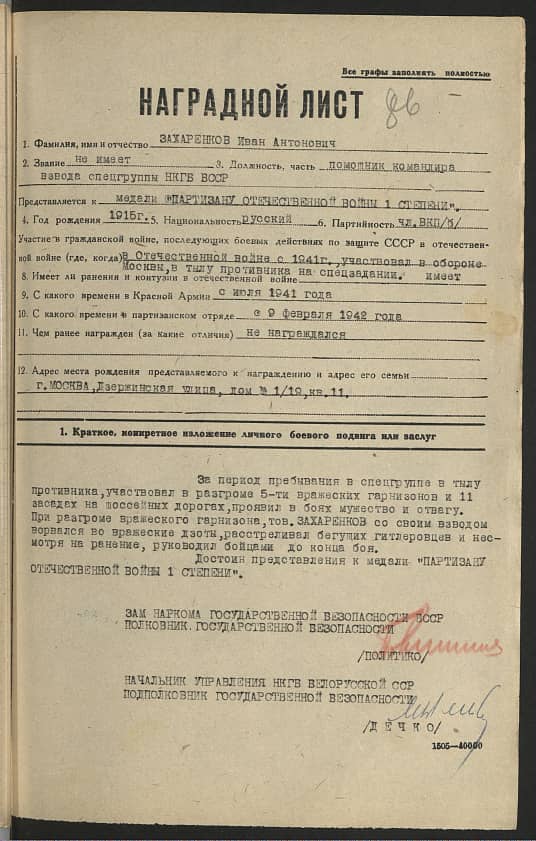 Все графы заполнять полностью
НАГРАДНОЙ ЛИСТ 86
1. Фамилия, имя и отчество ЗАХАРЕНКОВ Иван Антонович
2. Звание не имеет 3. Должность, часть помощник командира
взвода спецгруппы НКГБ БССР
Представляется к медали "ПАРТИЗАНУ ОТЕЧЕСТВЕННОЙ ВОЙНЫ 1 СТЕПЕНИ".
4. Год рождения 1915г. 5. Национальность русский 6. Партийность чл.ВКП/б/
Участие в гражданской войне, последующих боевых действиях по защите СССР в отечествен-
ной войне (где, когда) в Отечественной войне с 1941г., участвовал в обороне
Москвы, в тылу противника на спецзадании.
8. Имеет ли ранения и контузии в отечественной войне имеет
9. С какого времени в Красной Армии с июля 1941 года
10. С какого времени в партизанском отряде с 9 февраля 1942 года
11. Чем ранее награжден (за какие отличия) не награждался
12. Адрес места рождения представляемого к награждению и адрес его семьи
г.МОСКВА, Дзержинская улица, дом № 1/19, кв.11.
1. Краткое, конкретное изложение личного боевого подвига или заслуг
За период пребывания в спецгруппе в тылу
противника,участвовал в разгроме 5-ти вражеских гарнизонов и 11
засадах на шоссейных дорогах,проявил в боях мужество и отвагу.
При разгроме вражеского гарнизона, тов. ЗАХАРЕНКОВ со своим взводом
ворвался во вражеские дзоты,расстреливал бегущих гитлеровцев и нес-
мотря на ранение, руководил бойцами до конца боя.
Достоин представления к медали "ПАРТИЗАНУ
ОТЕЧЕСТВЕННОЙ ВОЙНЫ 1 СТЕПЕНИ".
ЗАМ НАРКОМА ГОСУДАРСТВЕННОЙ БЕЗОПАСНОСТИ БССР
ПОЛКОВНИК ГОСУДАРСТВЕННОЙ БЕЗОПАСНОСТИ
/ПОЛИТИКО/
НАЧАЛЬНИК УПРАВЛЕНИЯ НКГБ БЕЛОРУССКОЙ ССР
ПОДПОЛКОВНИК ГОСУДАРСТВЕННОЙ БЕЗОПАСНОСТИ
/ДЕЧКО/
1505—40000